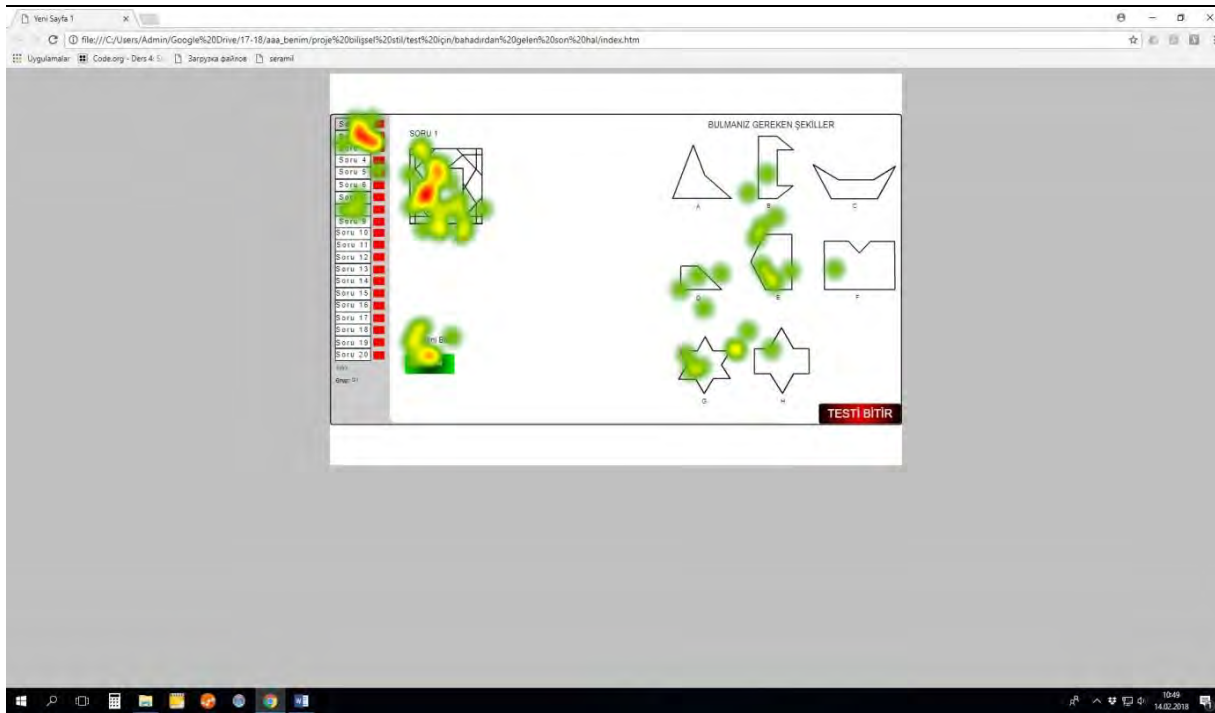 Yeni Sayfa 1
file:///C:/Users/Admin/Google%20Drive/17-18/aaa_benim/proje%20bilişsel%20stil/test%20için/bahadırdan%20gelen%20son%20hal/index.htm
Uygulamalar Code.org - Ders 4: S Загрузка файлов seramil
SORU 1
BULMANIZ GEREKEN ŞEKİLLER
Soru 4
Soru 5
Soru 6
Soru 9
Soru 10
Soru 11
Soru 12
Soru 13
Soru 14
Soru 15
Soru 16
Soru 17
Soru 18
Soru 19
Soru 20
A
B
C
D
E
F
G
H
TESTİ BİTİR
10:49
14.02.2018